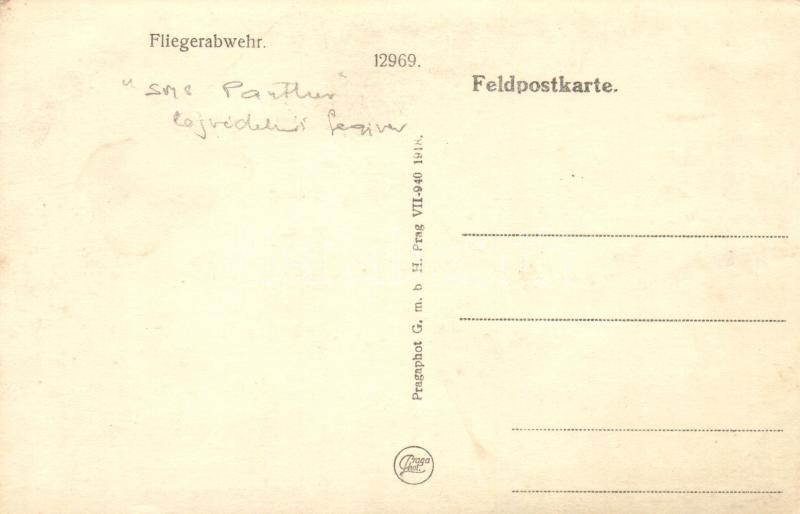 Fliegerabwehr.
12969.
Feldpostkarte.
"SMS Panther"
Pragaphot G. m. b H. Prag VII-940 1918.
Praga
phot.